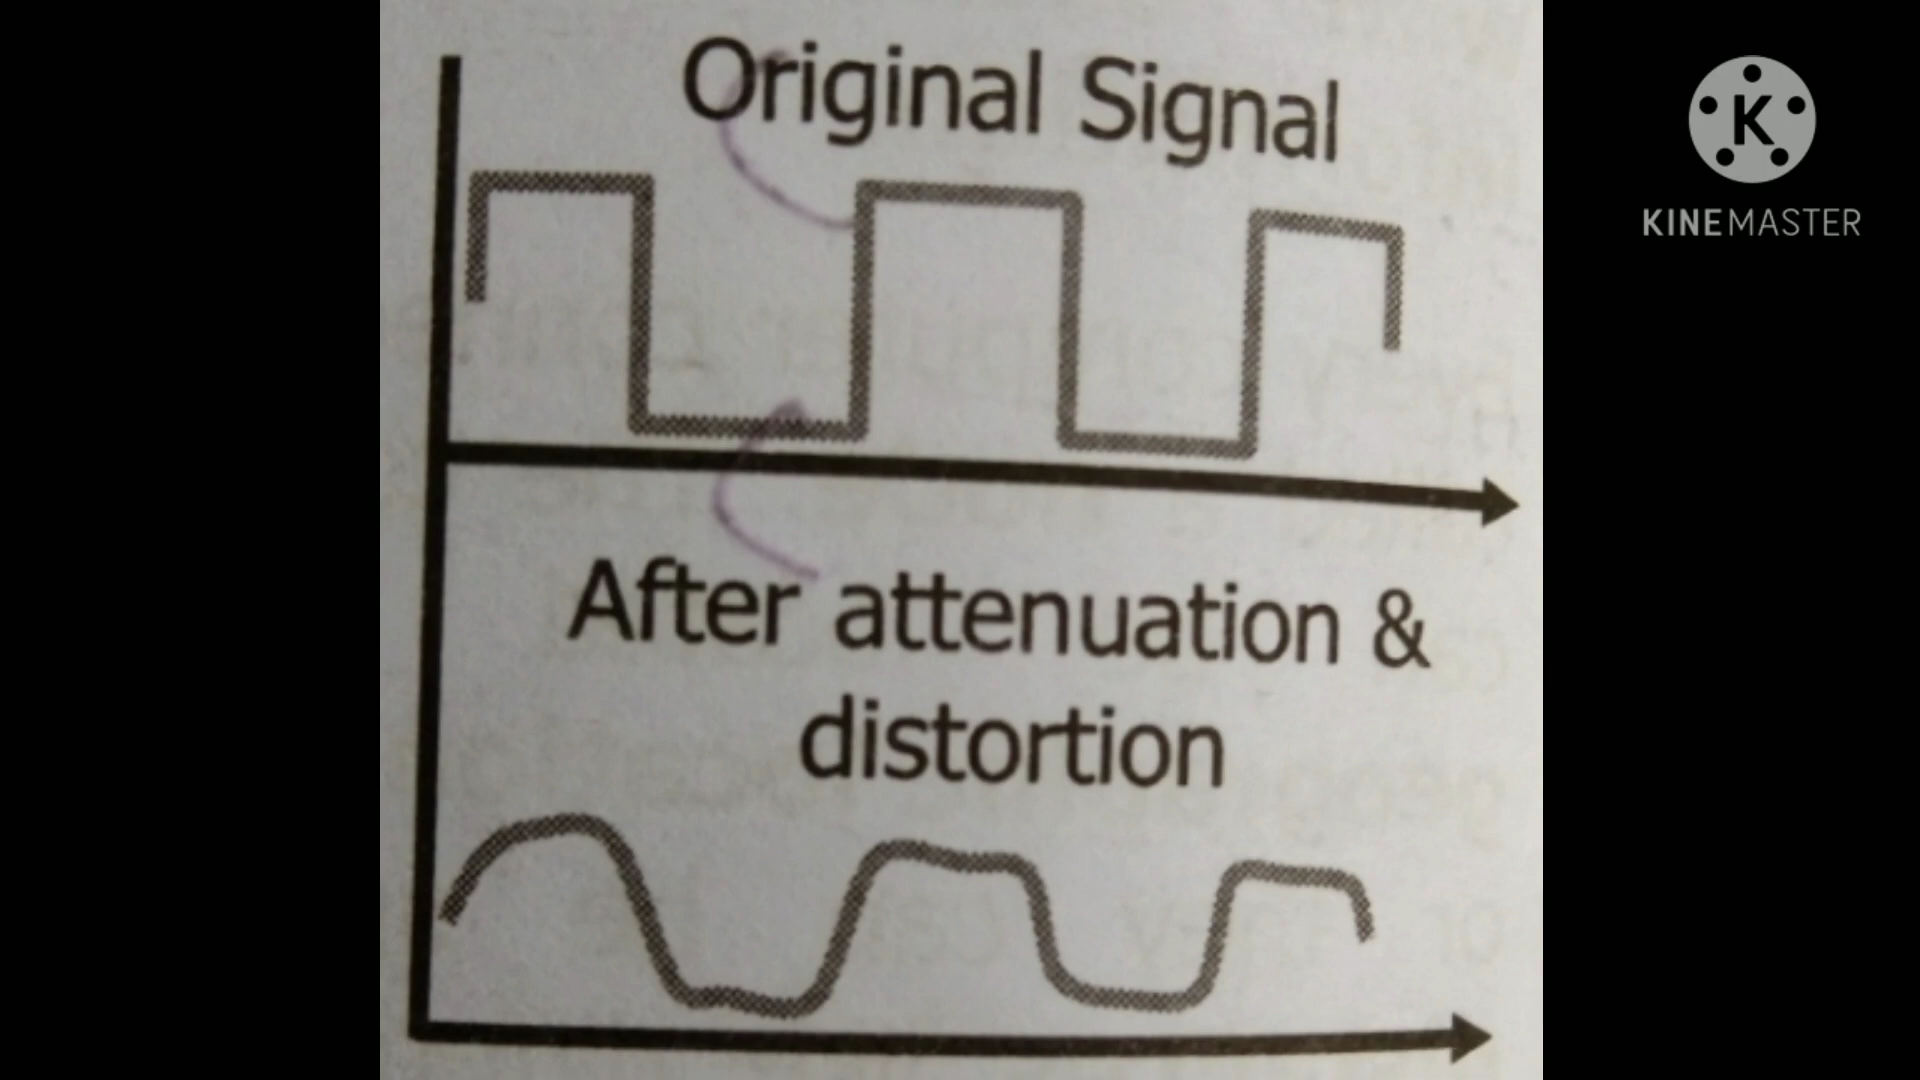 Original Signal
After attenuation &
distortion
K
KINEMASTER